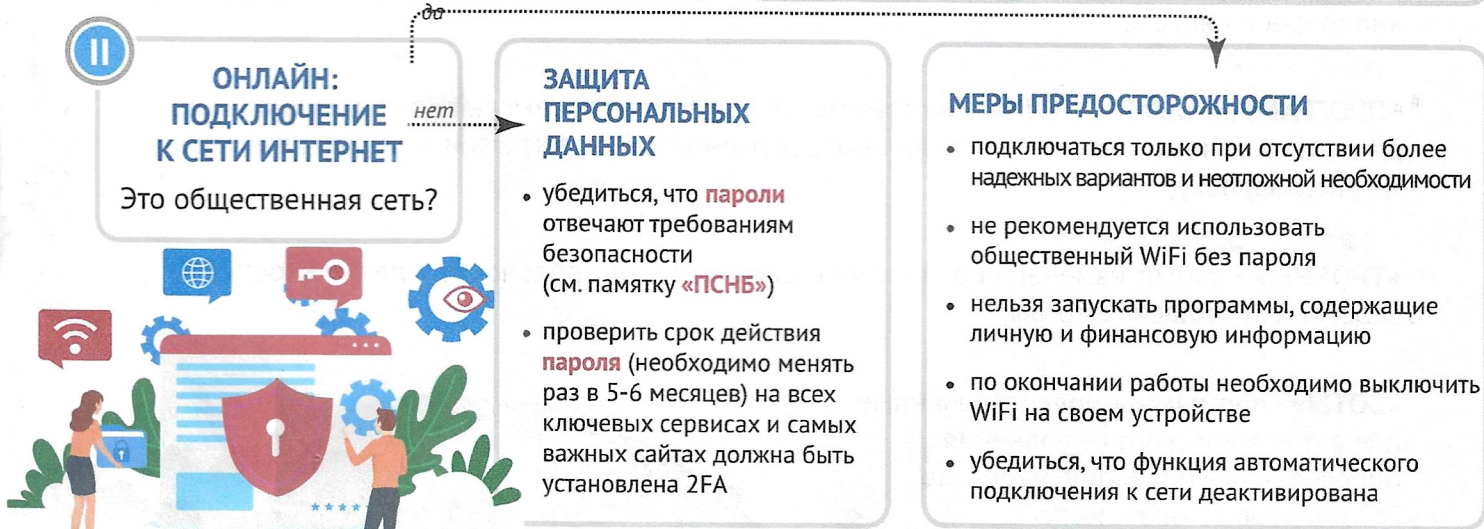 да
II
ОНЛАЙН:
ПОДКЛЮЧЕНИЕ
К СЕТИ ИНТЕРНЕТ
Это общественная сеть?
нет
ЗАЩИТА
ПЕРСОНАЛЬНЫХ
ДАННЫХ
• убедиться, что пароли
отвечают требованиям
безопасности
(см. памятку «ПСНБ»)
• проверить срок действия
пароля (необходимо менять
раз в 5-6 месяцев) на всех
ключевых сервисах и самых
важных сайтах должна быть
установлена 2FA
МЕРЫ ПРЕДОСТОРОЖНОСТИ
• подключаться только при отсутствии более
надежных вариантов и неотложной необходимости
• не рекомендуется использовать
общественный WiFi без пароля
• нельзя запускать программы, содержащие
личную и финансовую информацию
• по окончании работы необходимо выключить
WiFi на своем устройстве
• убедиться, что функция автоматического
подключения к сети деактивирована